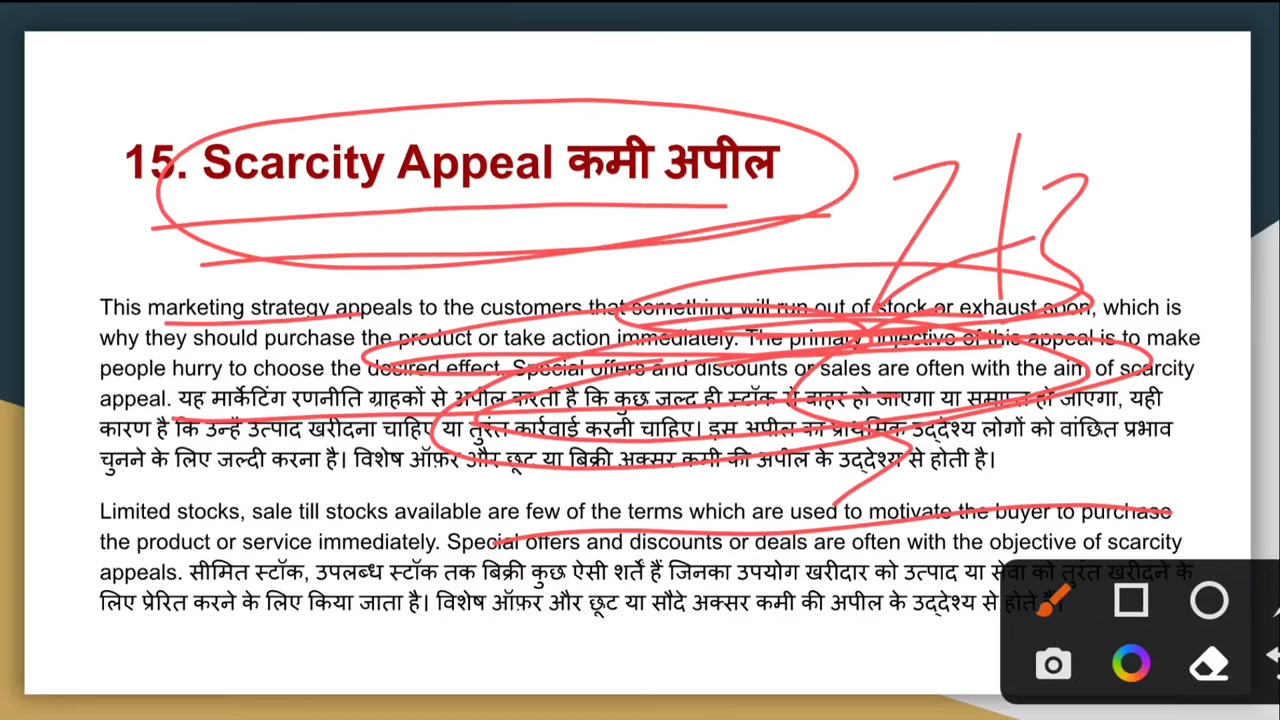 15. Scarcity Appeal कमी अपील
This marketing strategy appeals to the customers that something will run out of stock or exhaust soon, which is
why they should purchase the product or take action immediately. The primary objective of this appeal is to make
people hurry to choose the desired effect. Special offers and discounts or sales are often with the aim of scarcity
appeal. यह मार्केटिंग रणनीति ग्राहकों से अपील करती है कि कुछ जल्द ही स्टॉक से बाहर हो जाएगा या समाप्त हो जाएगा, यही
कारण है कि उन्हें उत्पाद खरीदना चाहिए या तुरंत कार्रवाई करनी चाहिए। इस अपील का प्राथमिक उद्देश्य लोगों को वांछित प्रभाव
चुनने के लिए जल्दी करना है। विशेष ऑफ़र और छूट या बिक्री अक्सर कमी की अपील के उद्देश्य से होती है।
Limited stocks, sale till stocks available are few of the terms which are used to motivate the buyer to purchase
the product or service immediately. Special offers and discounts or deals are often with the objective of scarcity
appeals. सीमित स्टॉक, उपलब्ध स्टॉक तक बिक्री कुछ ऐसी शर्तें हैं जिनका उपयोग खरीदार को उत्पाद या सेवा को तुरंत खरीदने के
लिए प्रेरित करने के लिए किया जाता है। विशेष ऑफ़र और छूट या सौदे अक्सर कमी की अपील के उद्देश्य से होते हैं।